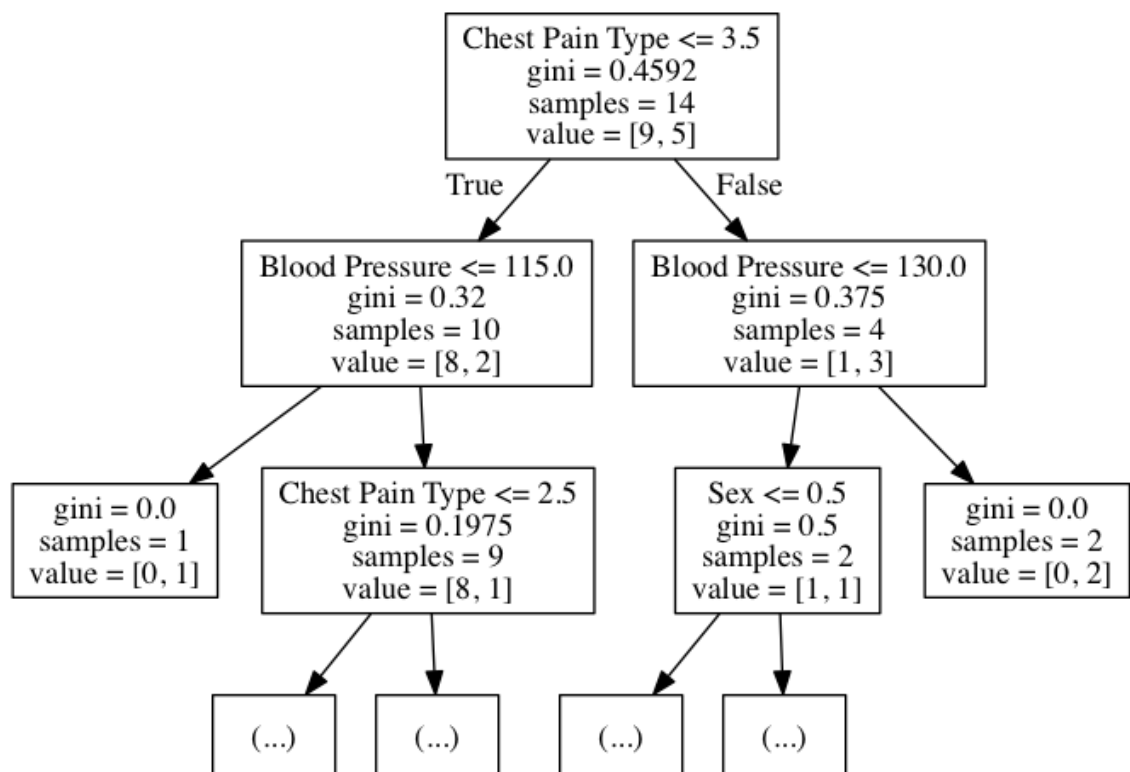 Chest Pain Type <= 3.5
gini = 0.4592
samples = 14
value = [9, 5]
True
False
Blood Pressure <= 115.0
gini = 0.32
samples = 10
value = [8, 2]
Blood Pressure <= 130.0
gini = 0.375
samples = 4
value = [1, 3]
gini = 0.0
samples = 1
value = [0, 1]
Chest Pain Type <= 2.5
gini = 0.1975
samples = 9
value = [8, 1]
Sex <= 0.5
gini = 0.5
samples = 2
value = [1, 1]
gini = 0.0
samples = 2
value = [0, 2]
(...)
(...)
(...)
(...)